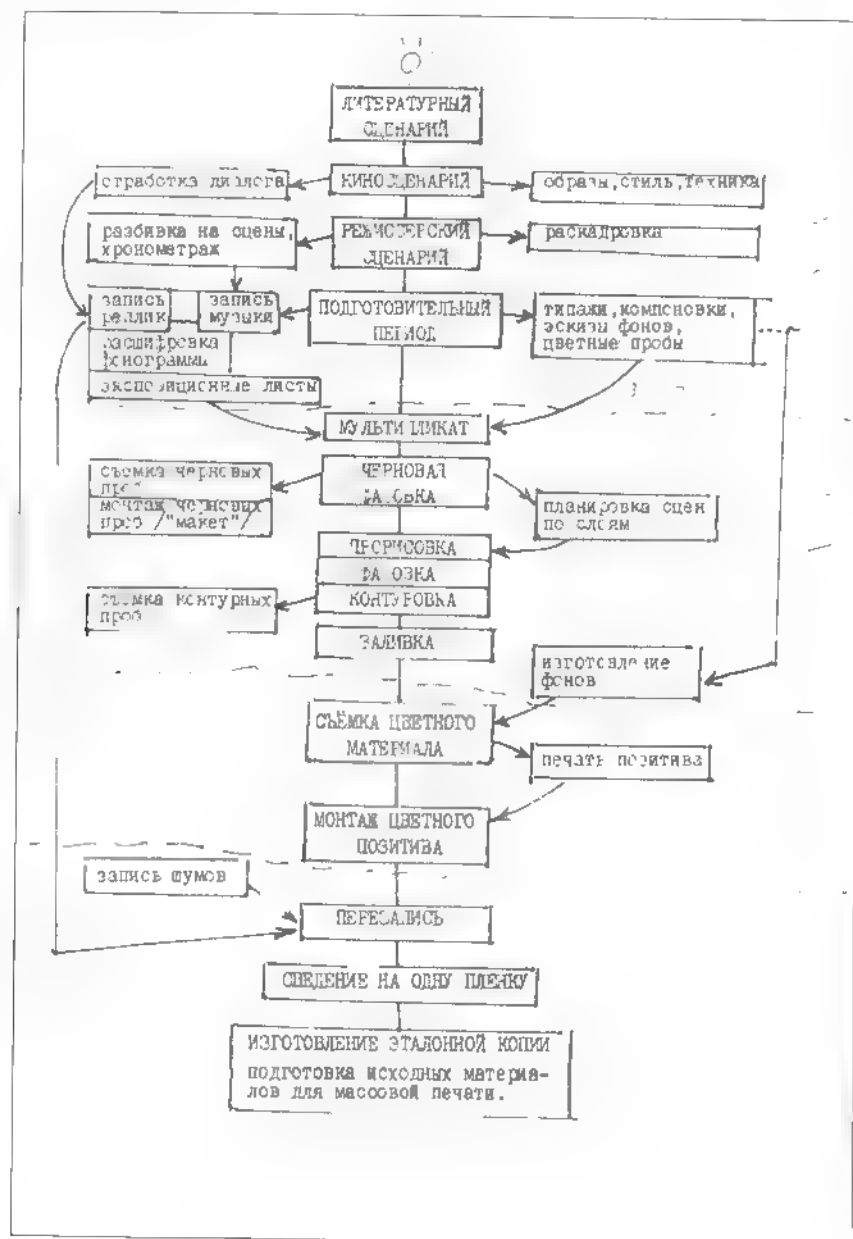 ЛИТЕРАТУРНЫЙ
СЦЕНАРИЙ
отработка диалога
КИНОСЦЕНАРИЙ
образы,стиль,техника
разбивка на сцены,
хронометраж
РЕЖИССЕРСКИЙ
СЦЕНАРИЙ
раскадровка
запись
реплик
запись
музыки
ПОДГОТОВИТЕЛЬНЫЙ
ПЕРИОД
типажи,компоновки,
эскизы фонов,
цветные пробы
расшифровка
фонограммы
экспозиционные листы
МУЛЬТИПЛИКАТ
съемка черновых
проб
монтаж черновых
проб /"макет"/
ЧЕРНОВАЯ
ФАЗОВКА
планировка сцен
по слоям
ПРОРИСОВКА
ФАЗОВКА
КОНТУРОВКА
съемка контурных
проб
ЗАЛИВКА
изготовление
фонов
СЪЁМКА ЦВЕТНОГО
МАТЕРИАЛА
печать позитива
МОНТАЖ ЦВЕТНОГО
ПОЗИТИВА
запись шумов
ПЕРЕЗАПИСЬ
СВЕДЕНИЕ НА ОДНУ ПЛЕНКУ
ИЗГОТОВЛЕНИЕ ЭТАЛОННОЙ КОПИИ
подготовка исходных материа-
лов для массовой печати.